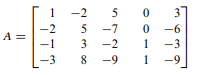 A = [ 1 -2 5 0 3
-2 5 -7 0 -6
-1 3 -2 1 -3
-3 8 -9 1 -9 ]